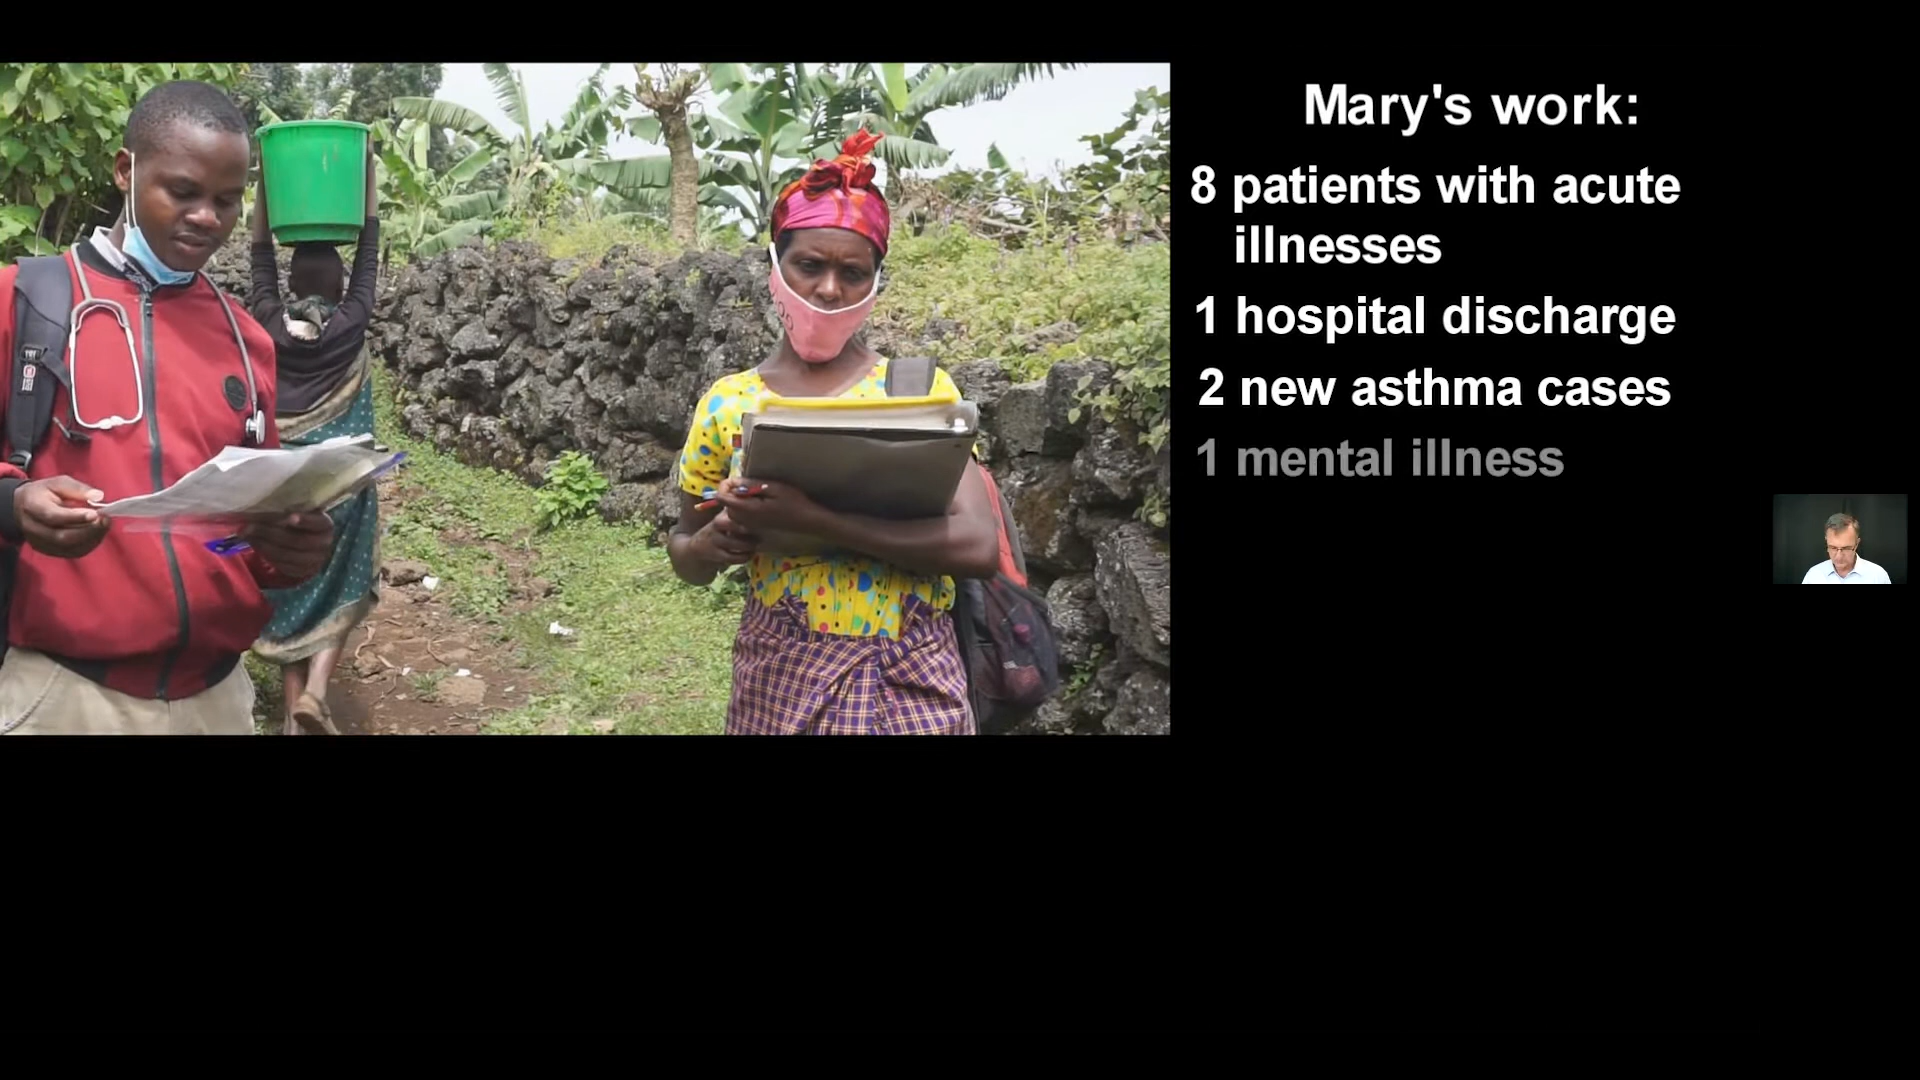 Mary's work:
8 patients with acute
illnesses
1 hospital discharge
2 new asthma cases
1 mental illness